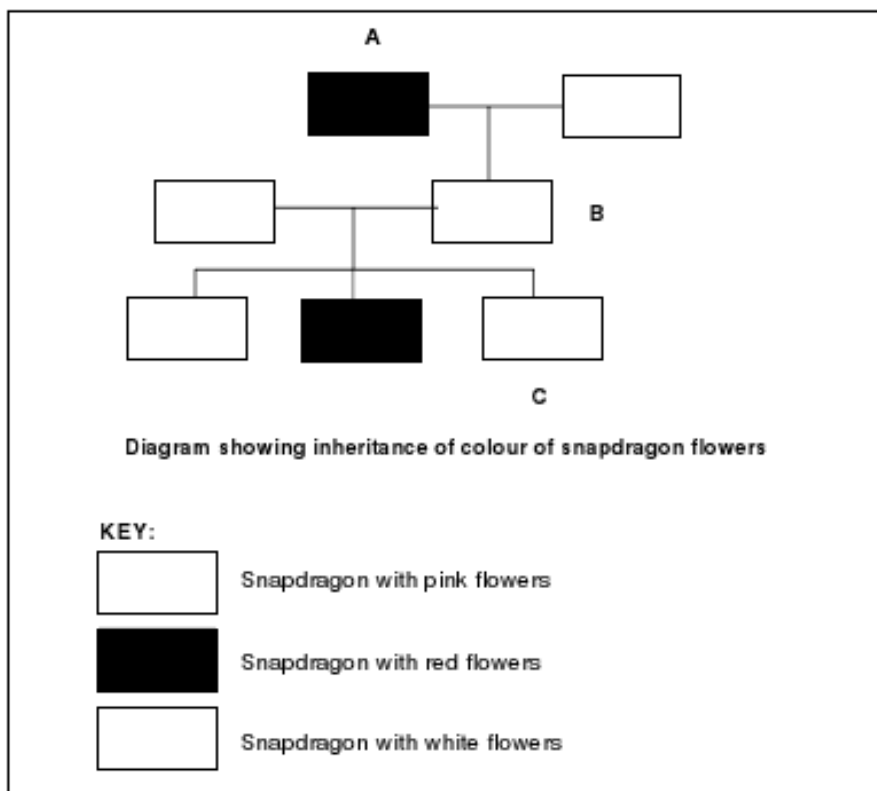 A
B
C
Diagram showing inheritance of colour of snapdragon flowers
KEY:
Snapdragon with pink flowers
Snapdragon with red flowers
Snapdragon with white flowers